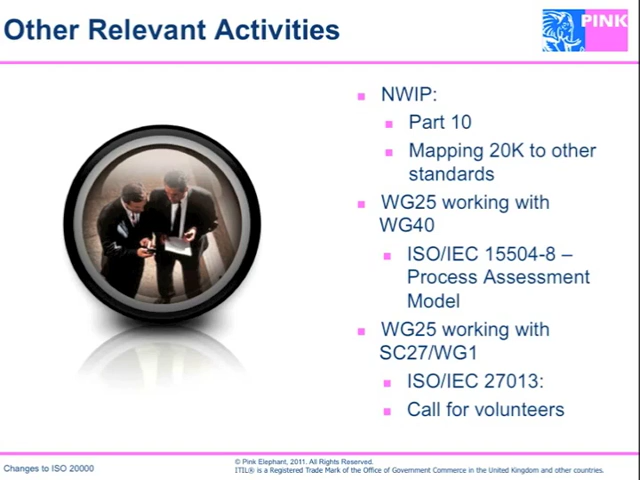 Other Relevant Activities
PINK
NWIP:
Part 10
Mapping 20K to other
standards
WG25 working with
WG40
ISO/IEC 15504-8 –
Process Assessment
Model
WG25 working with
SC27/WG1
ISO/IEC 27013:
Call for volunteers
Changes to ISO 20000
© Pink Elephant, 2011. All Rights Reserved.
ITIL® is a Registered Trade Mark of the Office of Government Commerce in the United Kingdom and other countries.